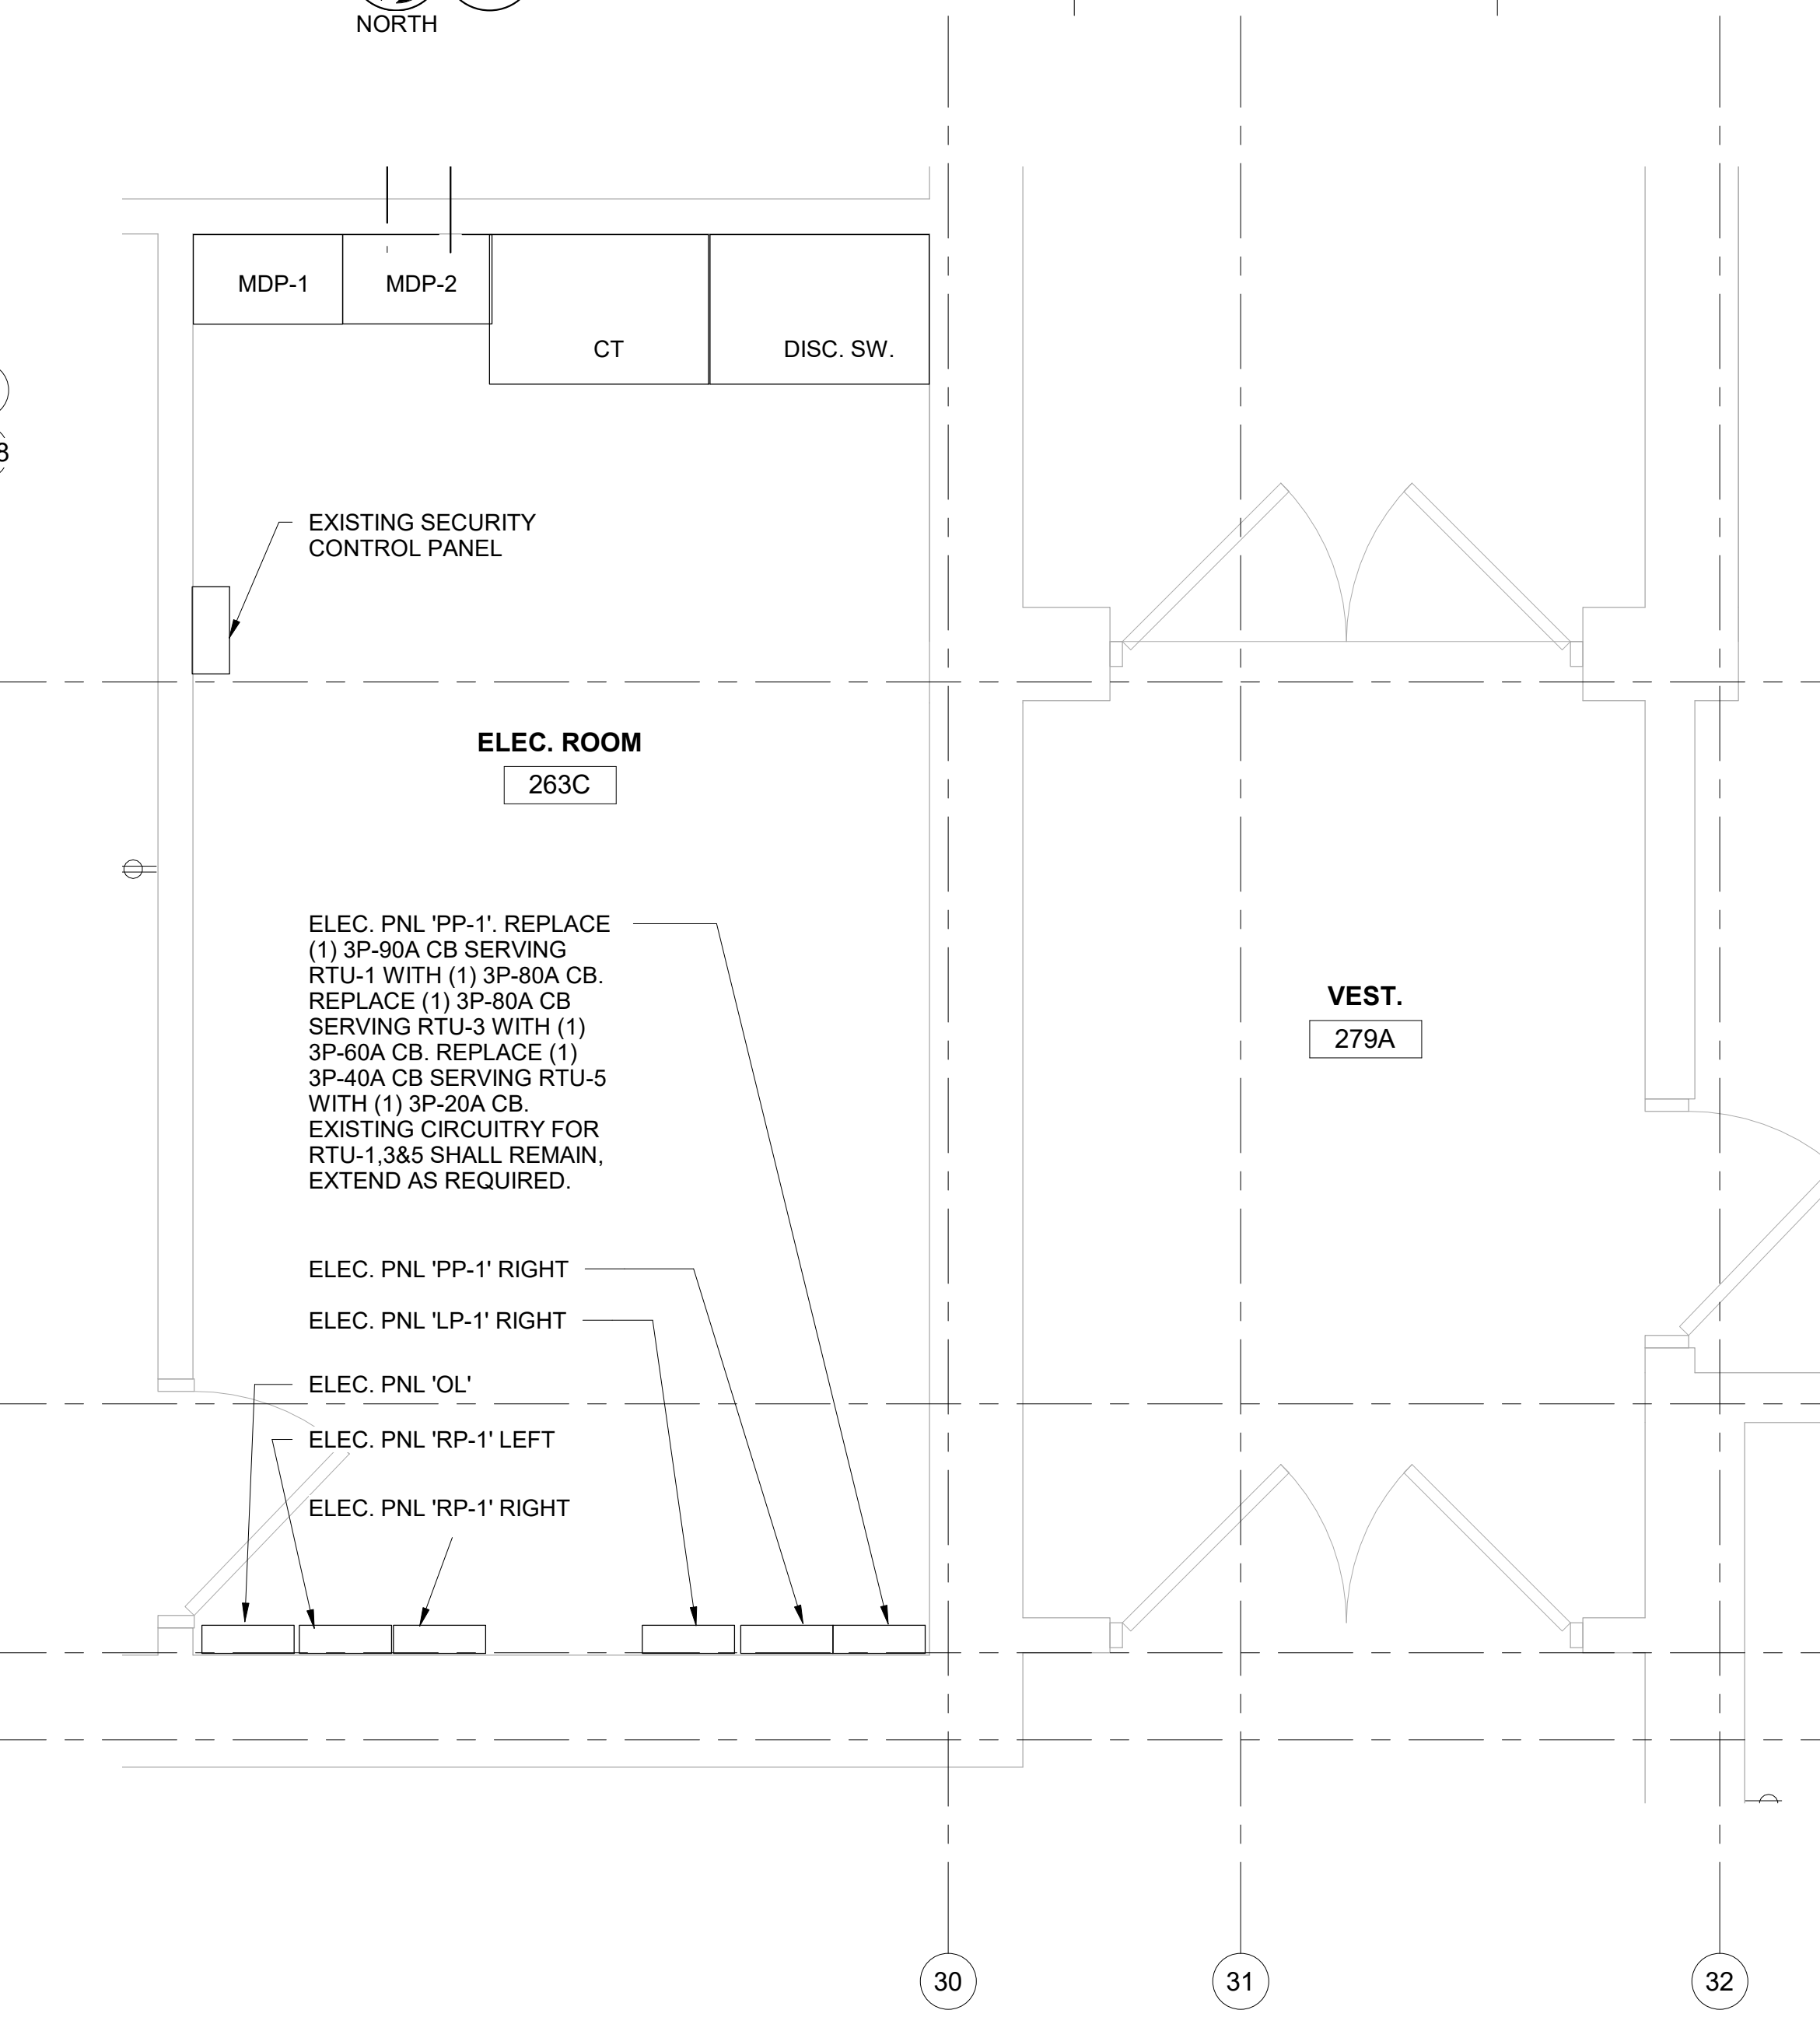 NORTH
MDP-1
MDP-2
CT
DISC. SW.
8
EXISTING SECURITY
CONTROL PANEL
ELEC. ROOM
263C
ELEC. PNL 'PP-1'. REPLACE
(1) 3P-90A CB SERVING
RTU-1 WITH (1) 3P-80A CB.
REPLACE (1) 3P-80A CB
SERVING RTU-3 WITH (1)
3P-60A CB. REPLACE (1)
3P-40A CB SERVING RTU-5
WITH (1) 3P-20A CB.
EXISTING CIRCUITRY FOR
RTU-1,3&5 SHALL REMAIN,
EXTEND AS REQUIRED.
VEST.
279A
ELEC. PNL 'PP-1' RIGHT
ELEC. PNL 'LP-1' RIGHT
ELEC. PNL 'OL'
ELEC. PNL 'RP-1' LEFT
ELEC. PNL 'RP-1' RIGHT
30
31
32